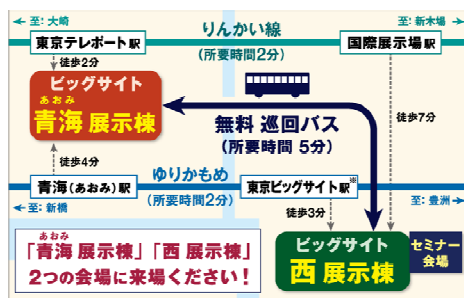 ←至:大崎
りんかい線
至:新木場→
東京テレポート駅
(所要時間2分)
国際展示場駅
徒歩2分
ビッグサイト
あおみ
青海 展示棟
徒歩7分
無料 巡回バス
(所要時間 5分)
徒歩4分
ゆりかもめ
青海(あおみ)駅
(所要時間2分)
東京ビッグサイト駅※
←至:新橋
至:豊洲→
徒歩3分
あおみ
「青海 展示棟」「西 展示棟」
2つの会場に来場ください!
ビッグサイト
西 展示棟
セミナー
会場